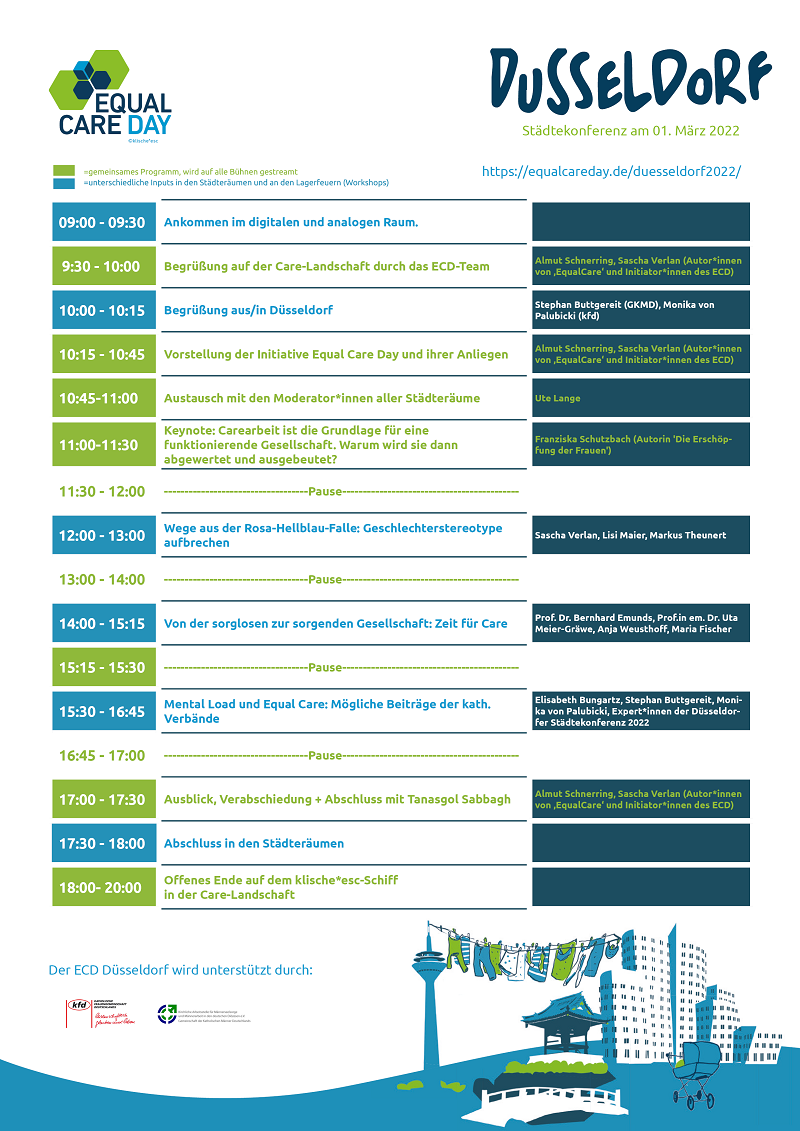 EQUAL
CARE DAY
©klische*esc
DUSSELDORF
Städtekonferenz am 01. März 2022
=gemeinsames Programm, wird auf alle Bühnen gestreamt
=unterschiedliche Inputs in den Städteräumen und an den Lagerfeuern (Workshops)
https://equalcareday.de/duesseldorf2022/
09:00 - 09:30 Ankommen im digitalen und analogen Raum.
9:30 - 10:00 Begrüßung auf der Care-Landschaft durch das ECD-Team
Almut Schnerring, Sascha Verlan (Autor*innen
von ‚EqualCare‘ und Initiator*innen des ECD)
10:00 - 10:15 Begrüßung aus/in Düsseldorf
Stephan Buttgereit (GKMD), Monika von
Palubicki (kfd)
10:15 - 10:45 Vorstellung der Initiative Equal Care Day und ihrer Anliegen
Almut Schnerring, Sascha Verlan (Autor*innen
von ‚EqualCare‘ und Initiator*innen des ECD)
10:45-11:00 Austausch mit den Moderator*innen aller Städteräume
Ute Lange
11:00-11:30
Keynote: Carearbeit ist die Grundlage für eine
funktionierende Gesellschaft. Warum wird sie dann
abgewertet und ausgebeutet?
Franziska Schutzbach (Autorin 'Die Erschöp-
fung der Frauen')
11:30 - 12:00 -----------------------------------Pause-------------------------------------------
12:00 - 13:00
Wege aus der Rosa-Hellblau-Falle: Geschlechterstereotype
aufbrechen
Sascha Verlan, Lisi Maier, Markus Theunert
13:00 - 14:00 -----------------------------------Pause-------------------------------------------
14:00 - 15:15 Von der sorglosen zur sorgenden Gesellschaft: Zeit für Care
Prof. Dr. Bernhard Emunds, Prof.in em. Dr. Uta
Meier-Gräwe, Anja Weusthoff, Maria Fischer
15:15 - 15:30 -----------------------------------Pause-------------------------------------------
15:30 - 16:45
Mental Load und Equal Care: Mögliche Beiträge der kath.
Verbände
Elisabeth Bungartz, Stephan Buttgereit, Moni-
ka von Palubicki, Expert*innen der Düsseldor-
fer Städtekonferenz 2022
16:45 - 17:00 -----------------------------------Pause-------------------------------------------
17:00 - 17:30 Ausblick, Verabschiedung + Abschluss mit Tanasgol Sabbagh
Almut Schnerring, Sascha Verlan (Autor*innen
von ‚EqualCare‘ und Initiator*innen des ECD)
17:30 - 18:00 Abschluss in den Städteräumen
18:00- 20:00
Offenes Ende auf dem klische*esc-Schiff
in der Care-Landschaft
Der ECD Düsseldorf wird unterstützt durch:
kfd